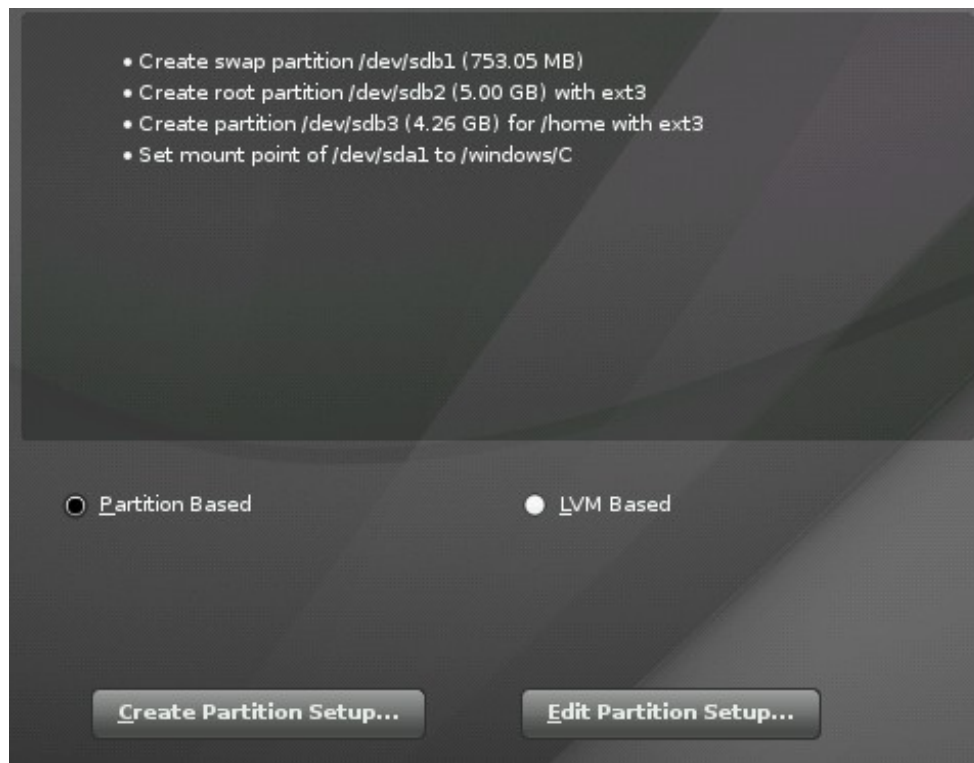 • Create swap partition /dev/sdb1 (753.05 MB)
• Create root partition /dev/sdb2 (5.00 GB) with ext3
• Create partition /dev/sdb3 (4.26 GB) for /home with ext3
• Set mount point of /dev/sda1 to /windows/C
Partition Based
LVM Based
Create Partition Setup...
Edit Partition Setup...